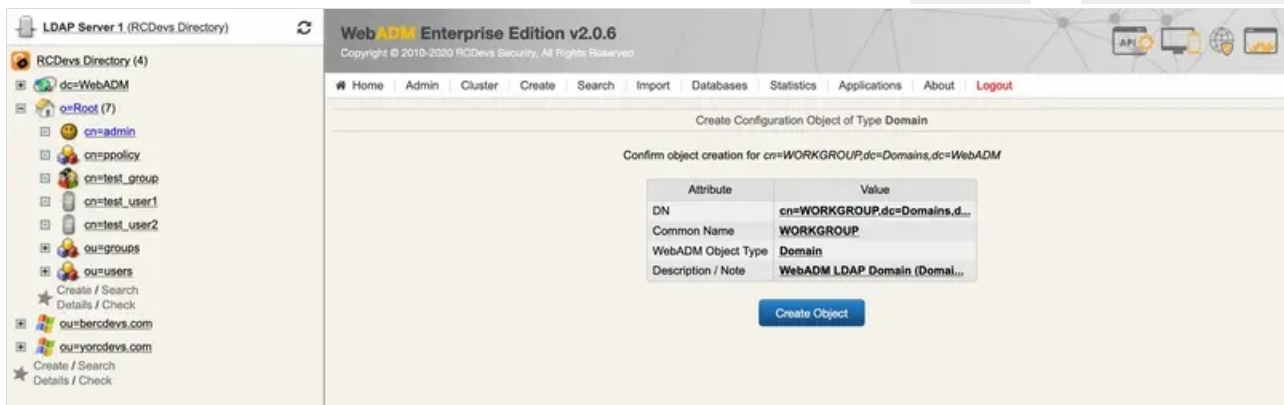 LDAP Server 1 (RCDevs Directory)
RCDevs Directory (4)
dc=WebADM
o=Root (7)
cn=admin
cn=ppolicy
cn=test_group
cn=test_user1
cn=test_user2
ou=groups
ou=users
Create / Search
Details / Check
ou=bercdevs.com
ou=yorcdevs.com
Create / Search
Details / Check
WebADM Enterprise Edition v2.0.6
Copyright © 2010-2020 RCDevs Security, All Rights Reserved
API
Home Admin Cluster Create Search Import Databases Statistics Applications About Logout
Create Configuration Object of Type Domain
Confirm object creation for cn=WORKGROUP,dc=Domains,dc=WebADM
Attribute Value
DN cn=WORKGROUP,dc=Domains,d...
Common Name WORKGROUP
WebADM Object Type Domain
Description / Note WebADM LDAP Domain (Domai...
Create Object